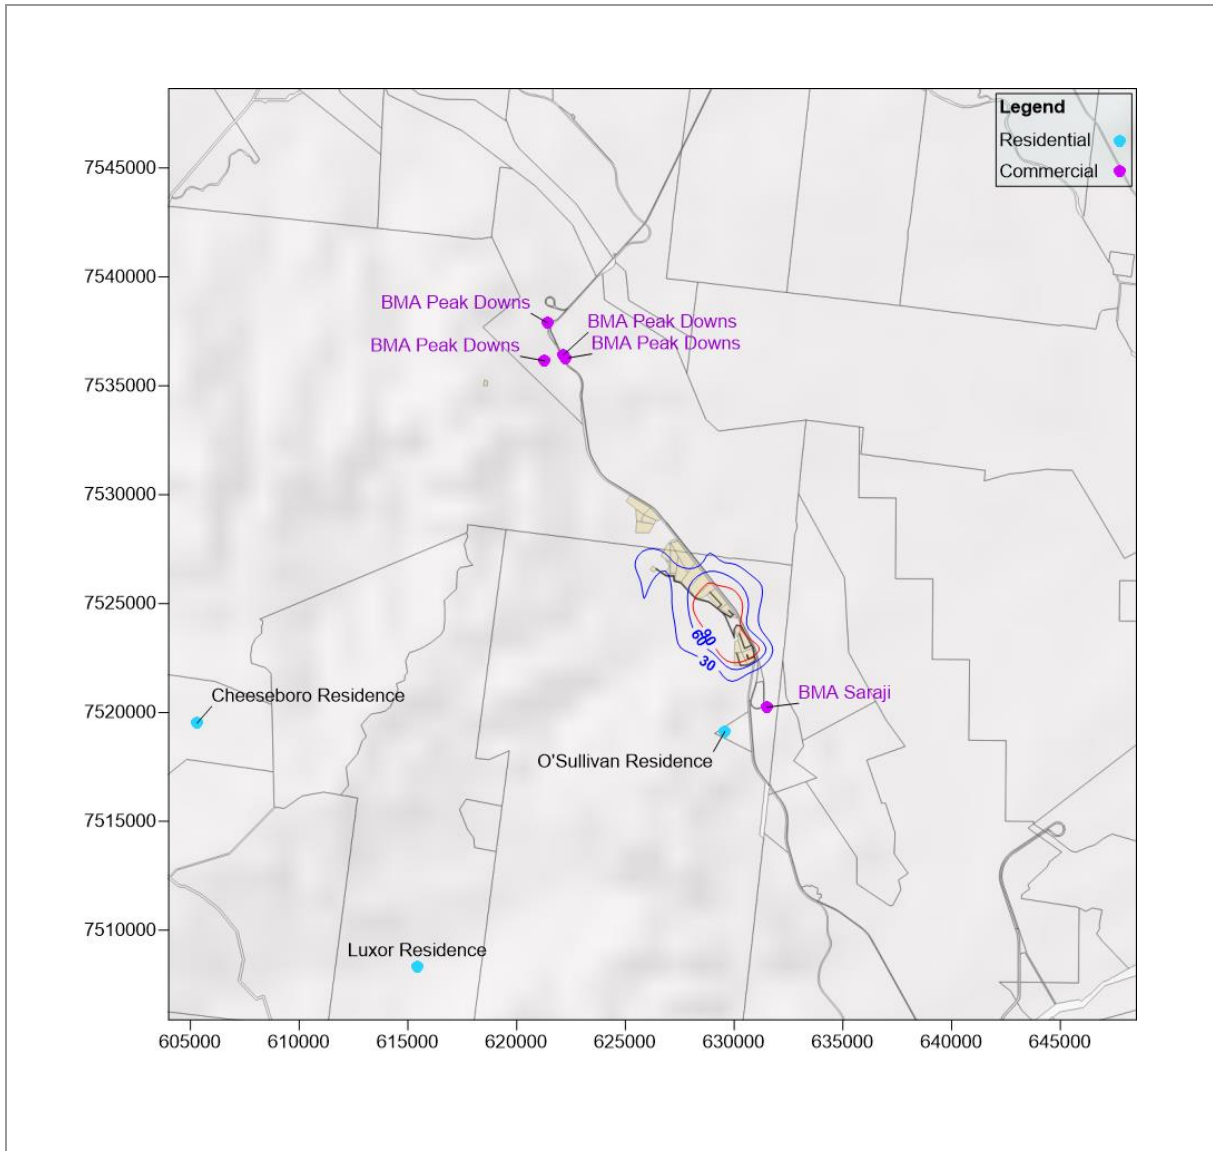 Legend
Residential
Commercial
7545000
7540000
BMA Peak Downs
BMA Peak Downs
BMA Peak Downs
BMA Peak Downs
7535000
7530000
7525000
60
90
30
Cheeseboro Residence
BMA Saraji
7520000
O'Sullivan Residence
7515000
7510000
Luxor Residence
605000 610000 615000 620000 625000 630000 635000 640000 645000